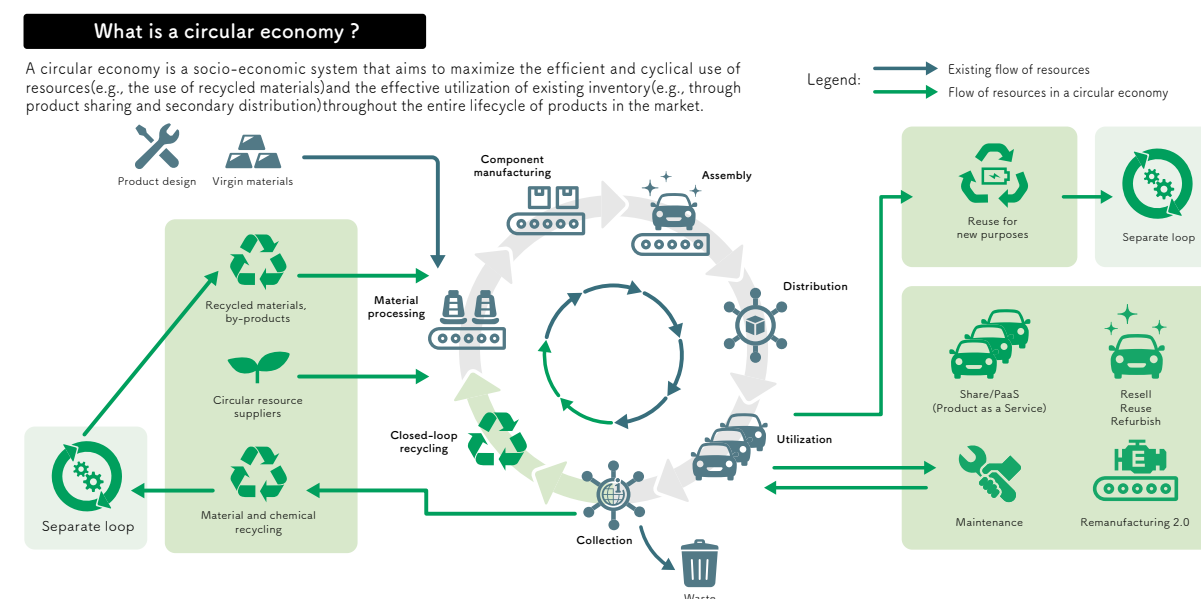 What is a circular economy ?
A circular economy is a socio-economic system that aims to maximize the efficient and cyclical use of
resources(e.g., the use of recycled materials)and the effective utilization of existing inventory(e.g., through
product sharing and secondary distribution)throughout the entire lifecycle of products in the market.
Legend:
Existing flow of resources
Flow of resources in a circular economy
Product design
Virgin materials
Component
manufacturing
Assembly
Reuse for
new purposes
Separate loop
Recycled materials,
by-products
Material
processing
Distribution
Circular resource
suppliers
Share/PaaS
(Product as a Service)
Resell
Reuse
Refurbish
Closed-loop
recycling
Utilization
Separate loop
Material and chemical
recycling
Collection
Maintenance
E
Remanufacturing 2.0
Waste